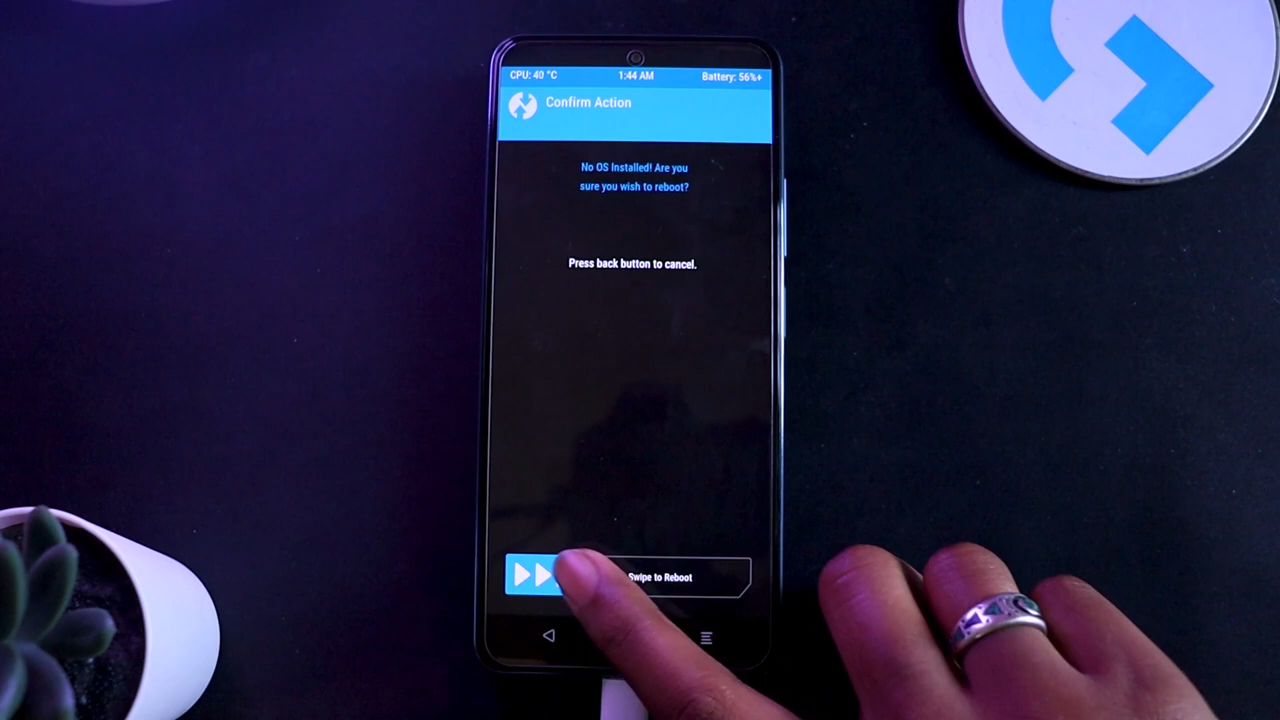 CPU: 40 °C 1:44 AM Battery: 56%+
Confirm Action
No OS Installed! Are you
sure you wish to reboot?
Press back button to cancel.
Swipe to Reboot